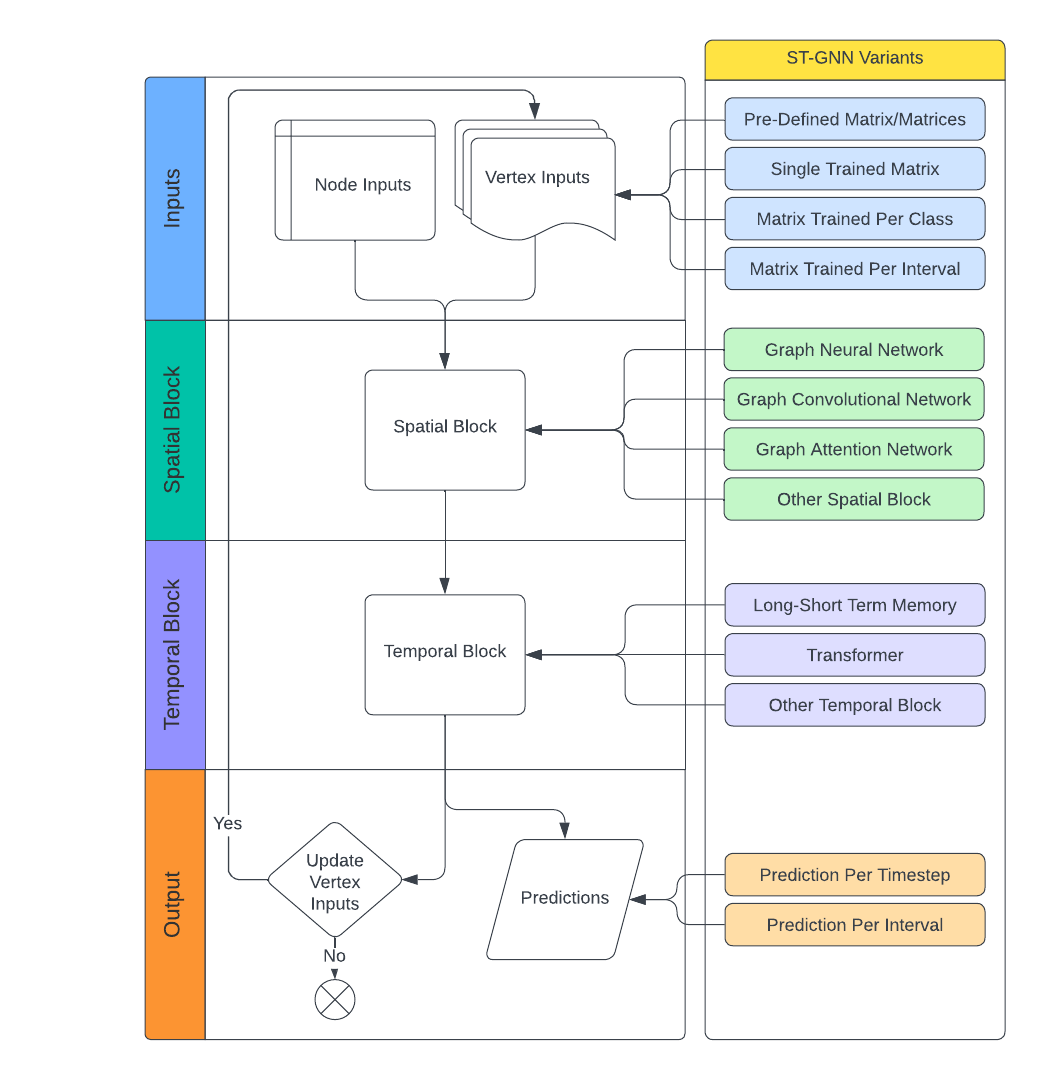 ST-GNN Variants
Inputs
Node Inputs
Vertex Inputs
Pre-Defined Matrix/Matrices
Single Trained Matrix
Matrix Trained Per Class
Matrix Trained Per Interval
Spatial Block
Spatial Block
Graph Neural Network
Graph Convolutional Network
Graph Attention Network
Other Spatial Block
Temporal Block
Temporal Block
Long-Short Term Memory
Transformer
Other Temporal Block
Output
Yes
Update
Vertex
Inputs
No
Predictions
Prediction Per Timestep
Prediction Per Interval